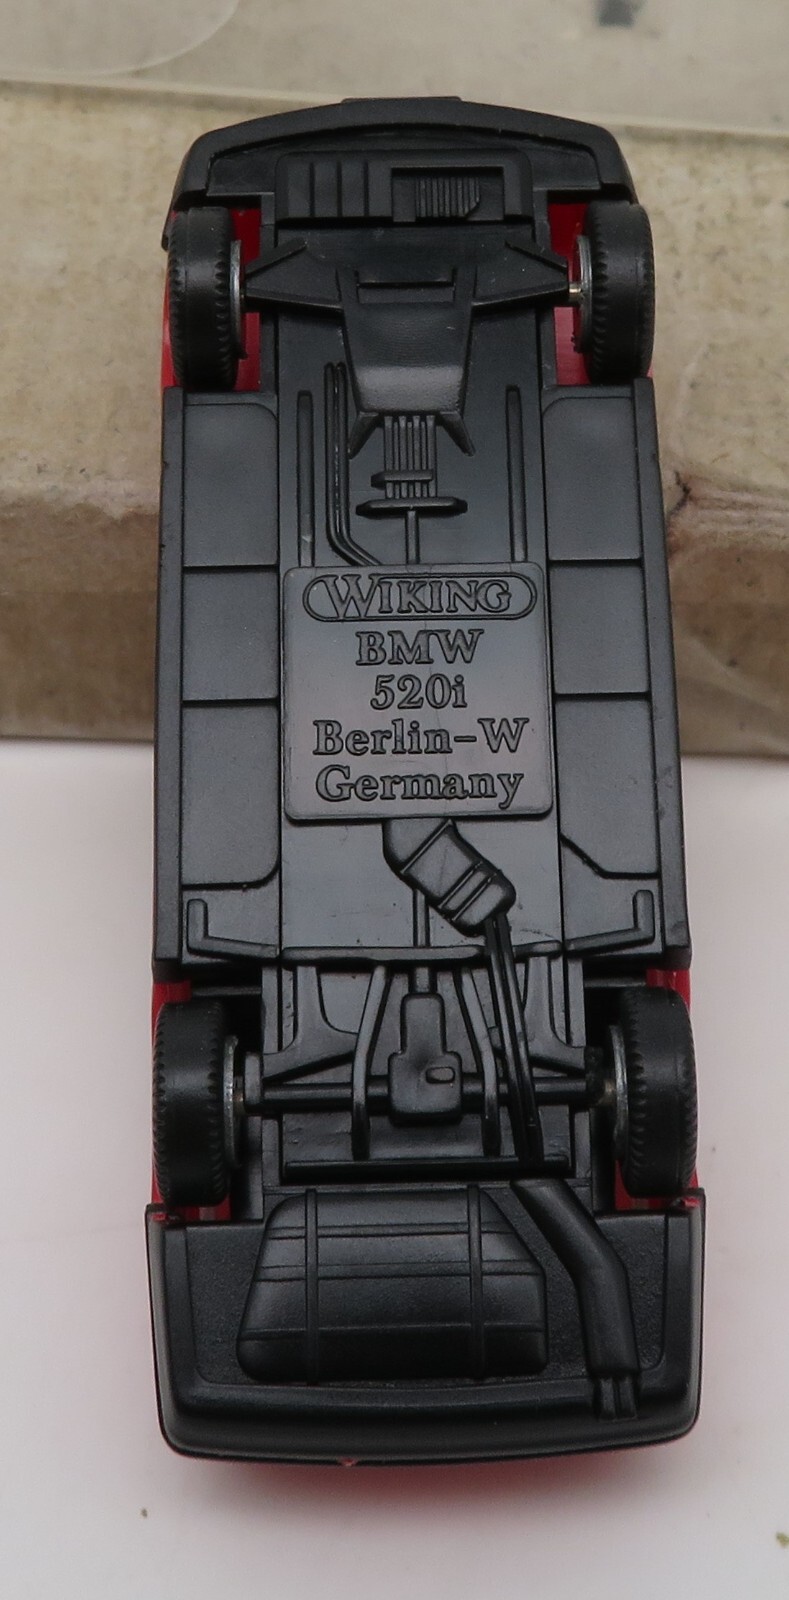 WIKING
BMW
520i
Berlin-W
Germany